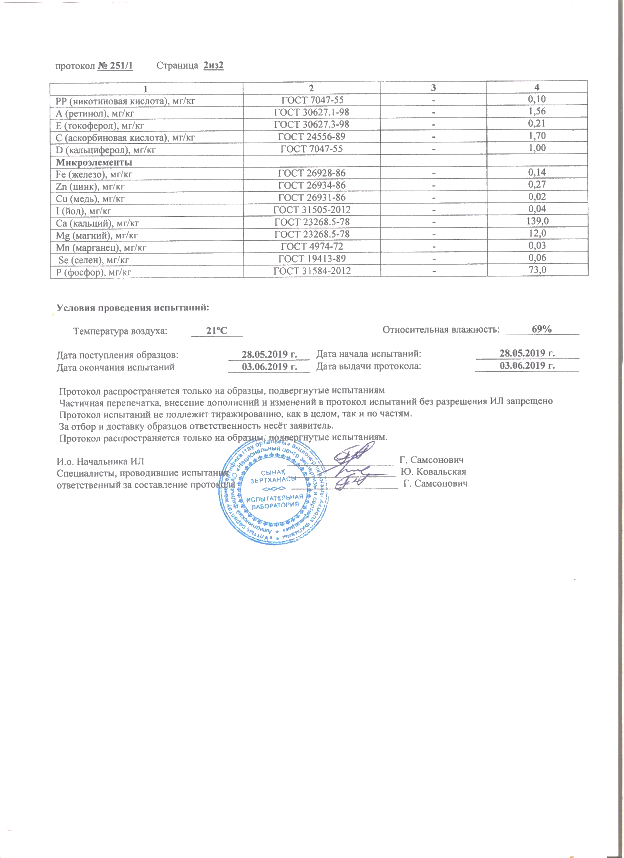 протокол № 251/1 Страница 2из2
1 2 3 4
РР (никотиновая кислота), мг/кг ГОСТ 7047-55 - 0,10
А (ретинол), мг/кг ГОСТ 30627.1-98 - 1,56
Е (токоферол), мг/кг ГОСТ 30627.3-98 - 0,21
С (аскорбиновая кислота), мг/кг ГОСТ 24556-89 - 1,70
D (кальциферол), мг/кг ГОСТ 7047-55 - 1,00
Микроэлементы
Fe (железо), мг/кг ГОСТ 26928-86 - 0,14
Zn (цинк), мг/кг ГОСТ 26934-86 - 0,27
Cu (медь), мг/кг ГОСТ 26931-86 - 0,02
I (йод), мг/кг ГОСТ 31505-2012 - 0,04
Ca (кальций), мг/кг ГОСТ 23268.5-78 - 139,0
Mg (магний), мг/кг ГОСТ 23268.5-78 - 12,0
Mn (марганец), мг/кг ГОСТ 4974-72 - 0,03
Se (селен), мг/кг ГОСТ 19413-89 - 0,06
P (фосфор), мг/кг ГОСТ 31584-2012 - 73,0
Условия проведения испытаний:
Температура воздуха: 21°С Относительная влажность: 69%
Дата поступления образцов: 28.05.2019 г. Дата начала испытаний: 28.05.2019 г.
Дата окончания испытаний 03.06.2019 г. Дата выдачи протокола: 03.06.2019 г.
Протокол распространяется только на образцы, подвергнутые испытаниям
Частичная перепечатка, внесение дополнений и изменений в протокол испытаний без разрешения ИЛ запрещено
Протокол испытаний не подлежит тиражированию, как в целом, так и по частям.
За отбор и доставку образцов ответственность несёт заявитель.
Протокол распространяется только на образцы, подвергнутые испытаниям.
И.о. Начальника ИЛ Г. Самсонович
Специалисты, проводившие испытание Ю. Ковальская
ответственный за составление протокола Г. Самсонович
СЫНАҚ
ЗЕРТХАНАСЫ
ИСПЫТАТЕЛЬНАЯ
ЛАБОРАТОРИЯ